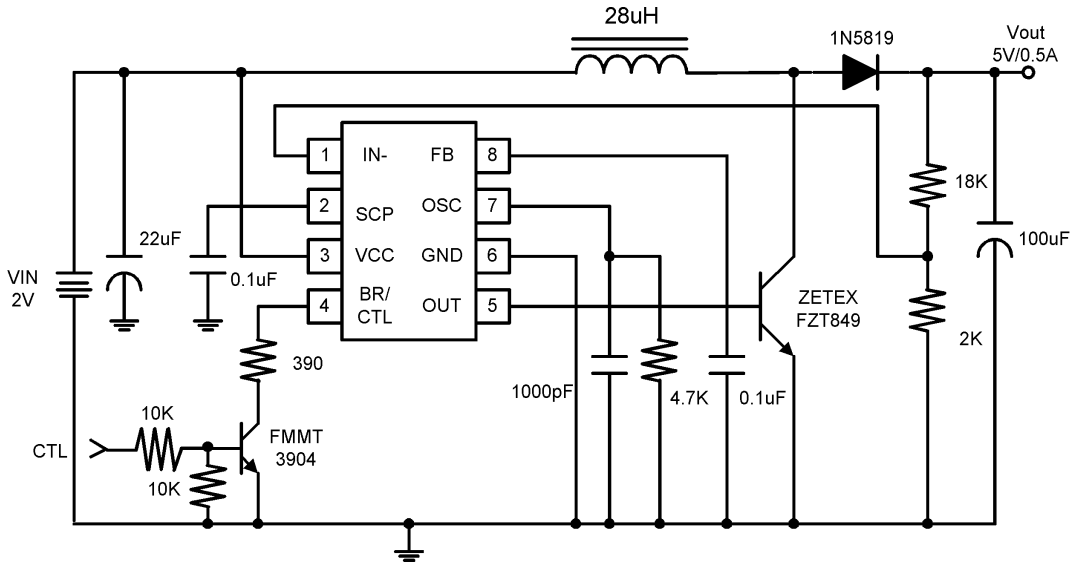 28uH
1N5819
Vout
5V/0.5A
1
IN-
FB
8
18K
2
SCP
OSC
7
22uF
100uF
0.1uF
3
VCC
GND
6
VIN
2V
4
BR/
CTL
OUT
5
ZETEX
FZT849
2K
390
1000pF
4.7K
0.1uF
10K
FMMT
3904
CTL
10K